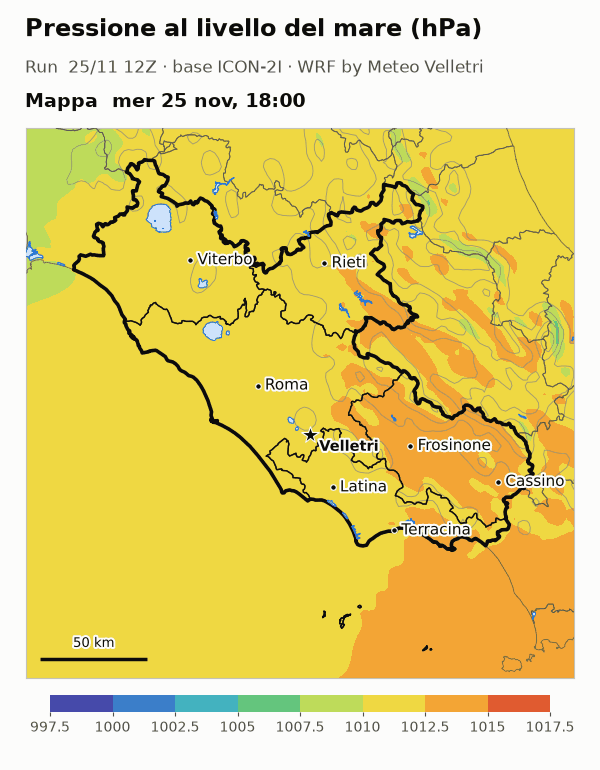 Pressione al livello del mare (hPa)
Run  25/11 12Z · base ICON-2I · WRF by Meteo Velletri
Mappa  mer 25 nov, 18:00
Viterbo
Rieti
Roma
Velletri
Frosinone
Cassino
Latina
Terracina
50 km
997.5 1000 1002.5 1005 1007.5 1010 1012.5 1015 1017.5